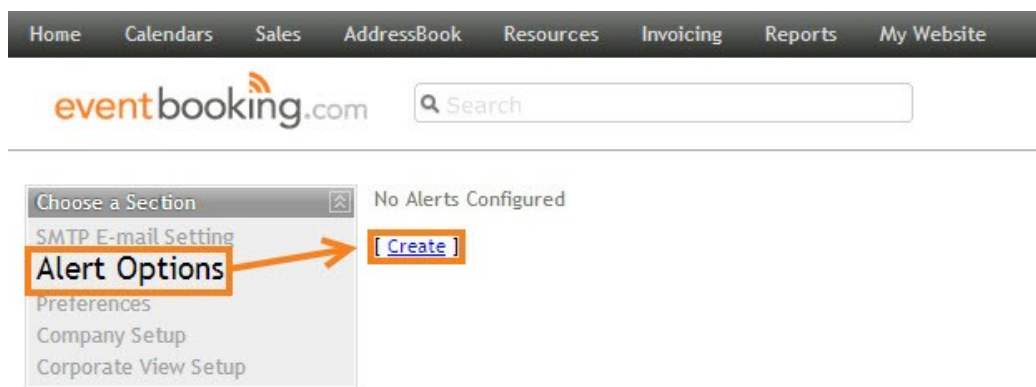 Home Calendars Sales AddressBook Resources Invoicing Reports My Website
eventbooking.com
Search
Choose a Section
No Alerts Configured
SMTP E-mail Setting
[ Create ]
Alert Options
Preferences
Company Setup
Corporate View Setup